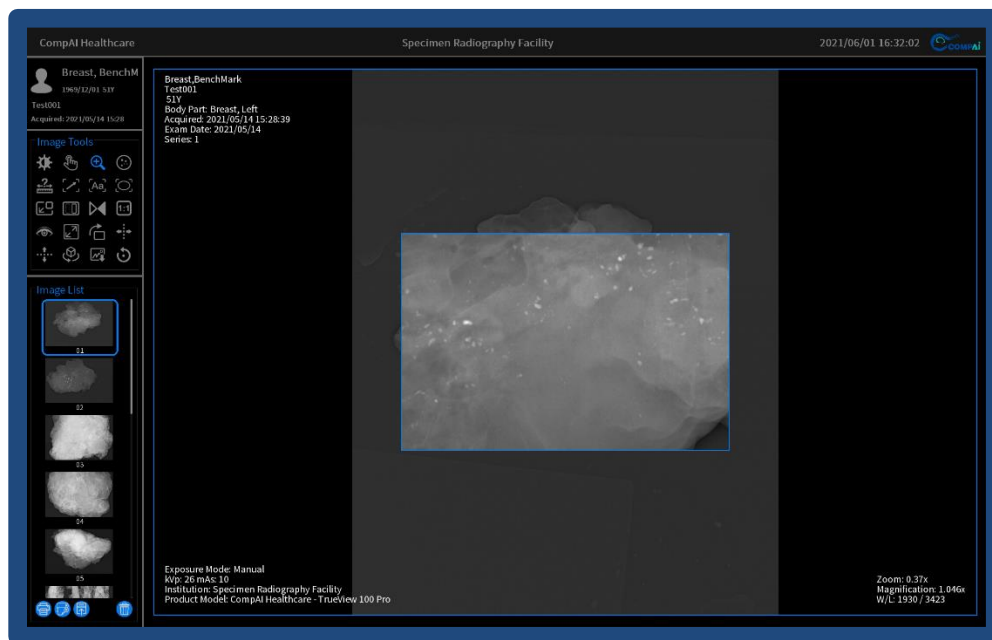 CompAI Healthcare
Specimen Radiography Facility
2021/06/01 16:32:02
COMPAi
Breast, BenchM
1969/12/01 51Y
Test001
Acquired: 2021/05/14 15:28
Image Tools
Aa
1:1
Image List
01
02
03
04
05
Breast,BenchMark
Test001
51Y
Body Part: Breast, Left
Acquired: 2021/05/14 15:28:39
Exam Date: 2021/05/14
Series: 1
Exposure Mode: Manual
kVp: 26 mAs: 10
Institution: Specimen Radiography Facility
Product Model: CompAI Healthcare - TrueView 100 Pro
Zoom: 0.37x
Magnification: 1.046x
W/L: 1930 / 3423